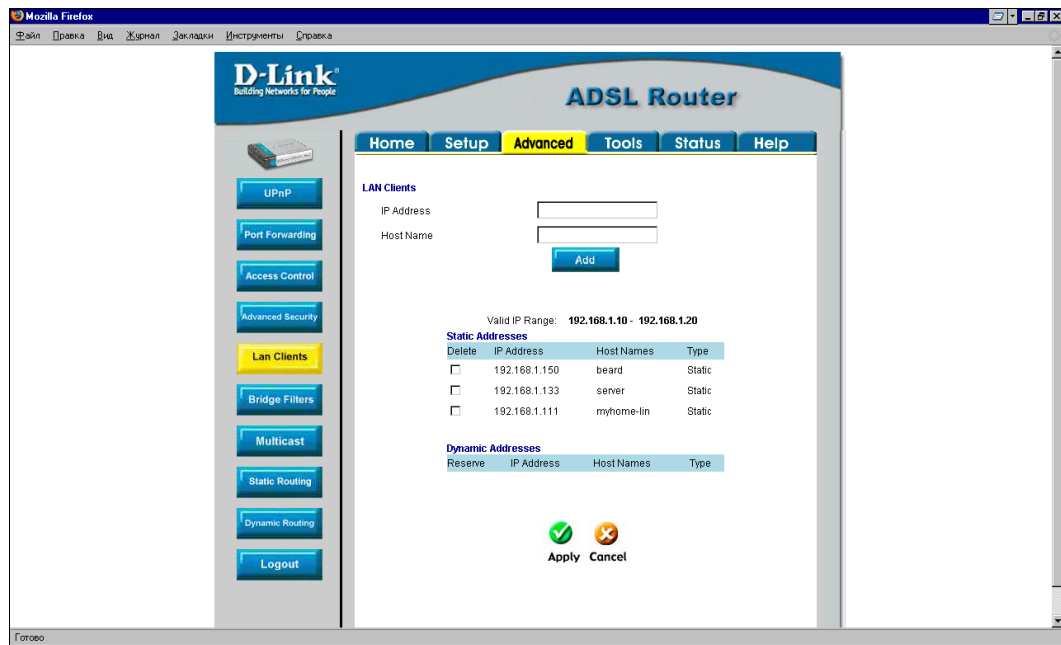 Mozilla Firefox
Файл Правка Вид Журнал Закладки Инструменты Справка
D-Link®
Building Networks for People
ADSL Router
Home Setup Advanced Tools Status Help
UPnP
Port Forwarding
Access Control
Advanced Security
Lan Clients
Bridge Filters
Multicast
Static Routing
Dynamic Routing
Logout
LAN Clients
IP Address
Host Name
Add
Valid IP Range: 192.168.1.10 - 192.168.1.20
Static Addresses
Delete IP Address Host Names Type
192.168.1.150 beard Static
192.168.1.133 server Static
192.168.1.111 myhome-lin Static
Dynamic Addresses
Reserve IP Address Host Names Type
Apply Cancel
Готово